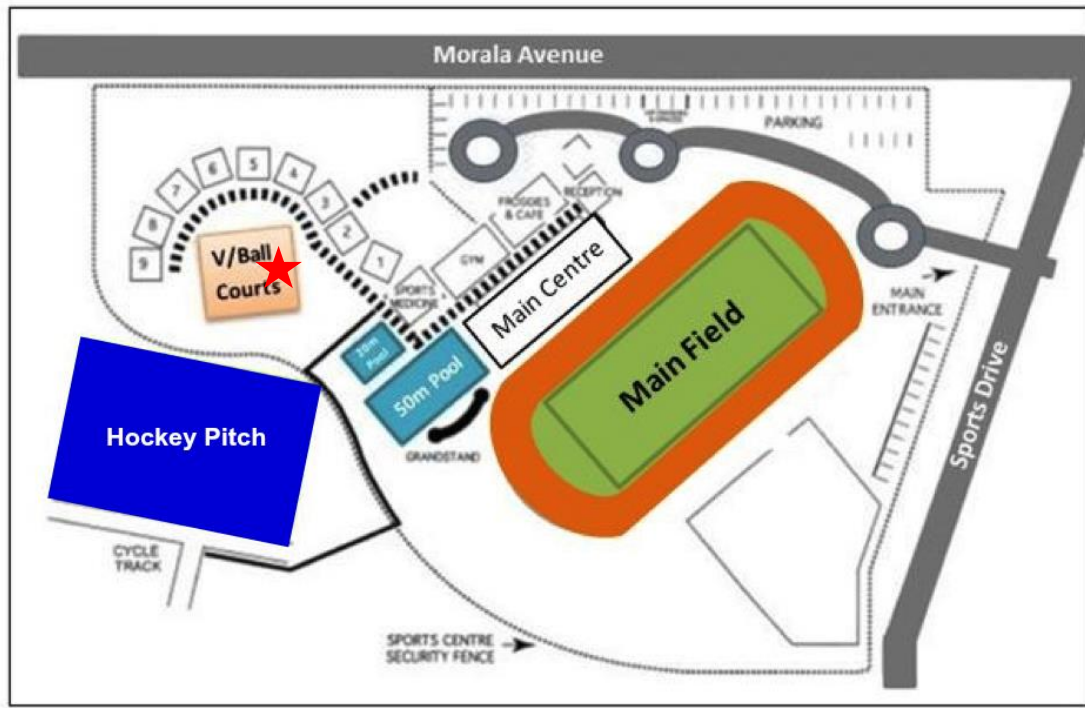 Morala Avenue
PARKING
5
6
4
7
3
8
2
9
1
V/Ball
Courts
FROGGIES
& CAFE
RECEPTION
GYM
SPORTS
MEDICINE
Main Centre
MAIN
ENTRANCE
Pool
50m Pool
Main Field
GRANDSTAND
Hockey Pitch
Sports Drive
CYCLE
TRACK
SPORTS CENTRE
SECURITY FENCE